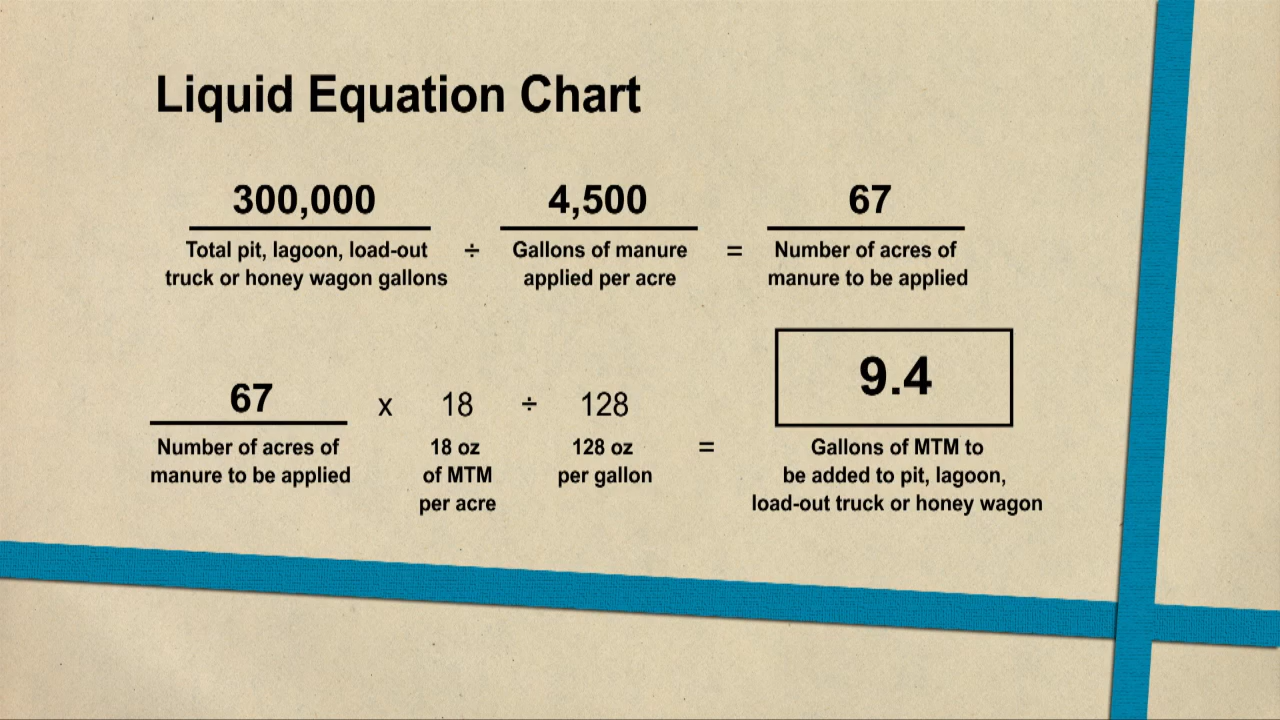 Liquid Equation Chart
300,000 4,500 67
Total pit, lagoon, load-out ÷ Gallons of manure = Number of acres of
truck or honey wagon gallons applied per acre manure to be applied
9.4
67 x 18 ÷ 128
Number of acres of 18 oz 128 oz = Gallons of MTM to
manure to be applied of MTM per gallon be added to pit, lagoon,
per acre load-out truck or honey wagon